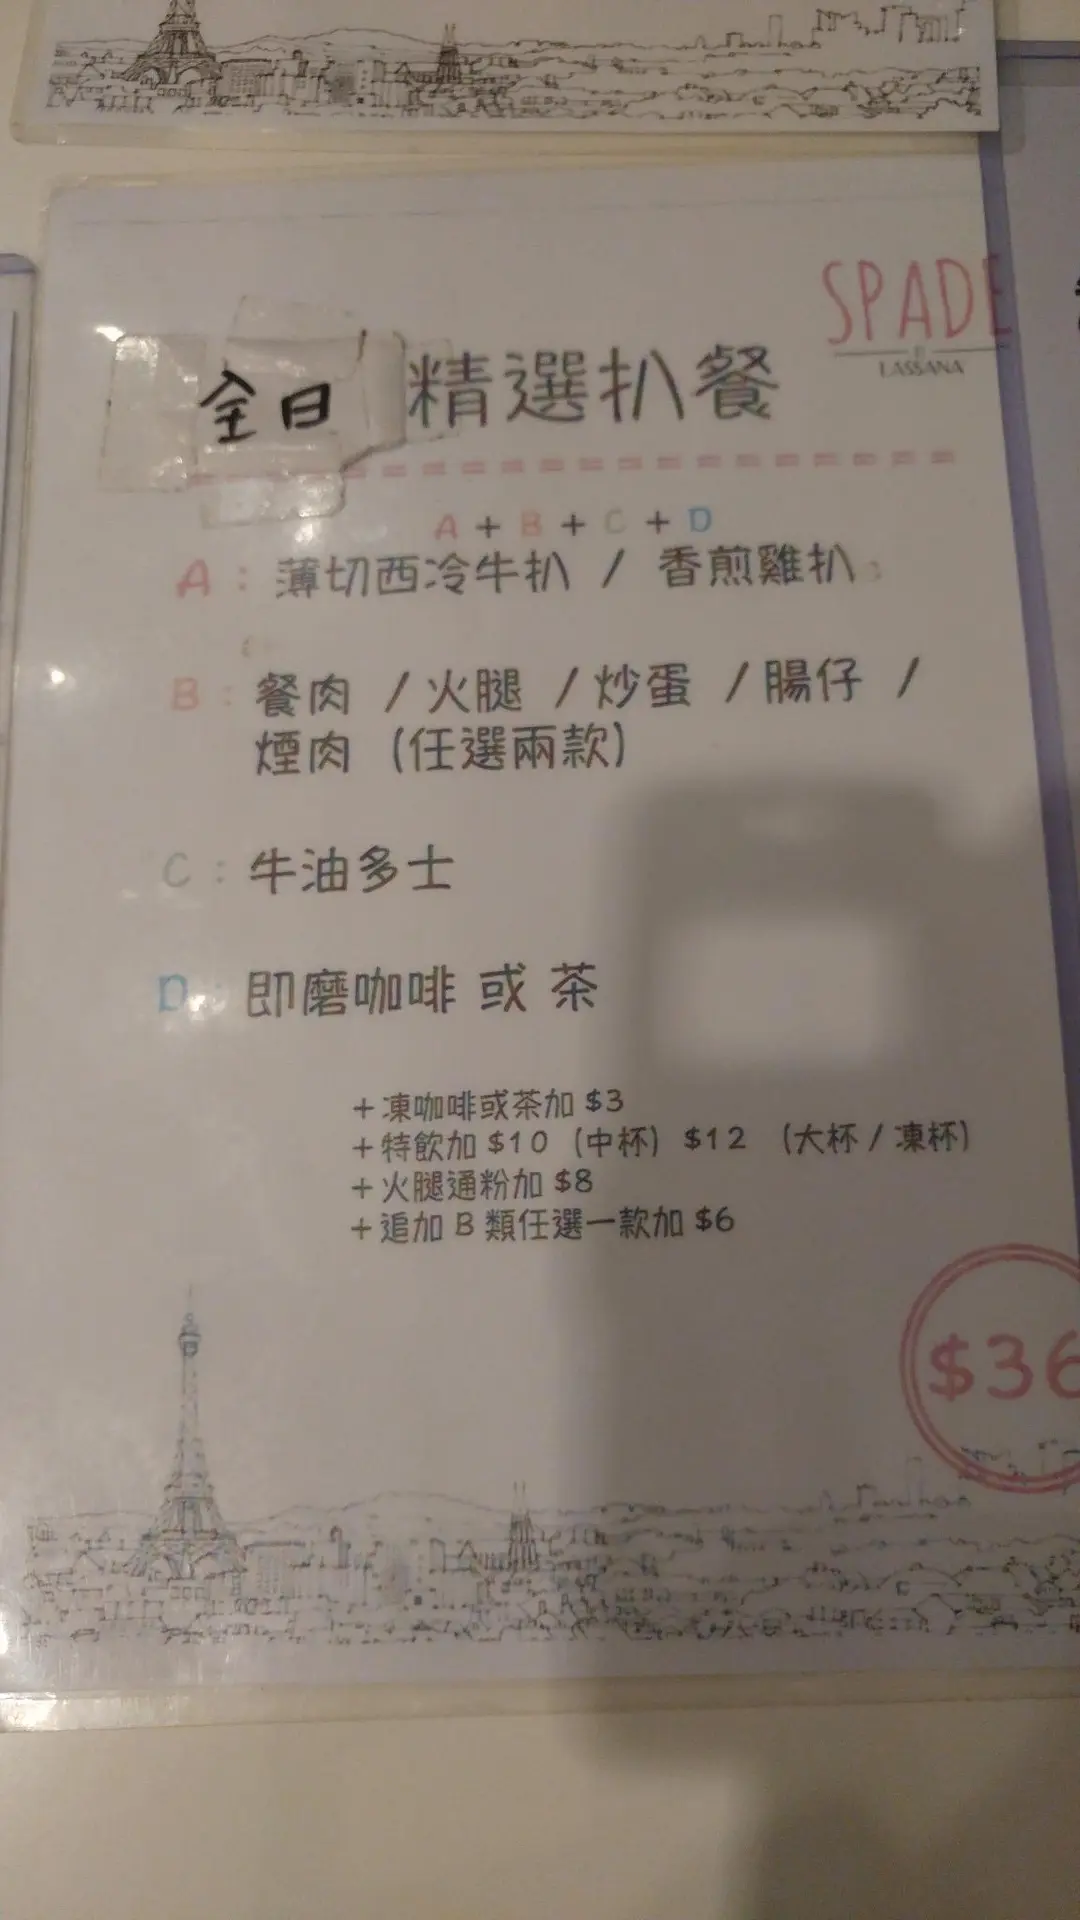 SPADE
LASSANA
全日 精選扒餐
A + B + C + D
A : 薄切西冷牛扒 / 香煎雞扒
B : 餐肉 / 火腿 / 炒蛋 / 腸仔 /
煙肉 (任選兩款)
C : 牛油多士
D : 即磨咖啡 或 茶
+ 凍咖啡或茶加 $3
+ 特飲加 $10 (中杯) $12 (大杯 / 凍杯)
+ 火腿通粉加 $8
+ 追加 B 類任選一款加 $6
$36